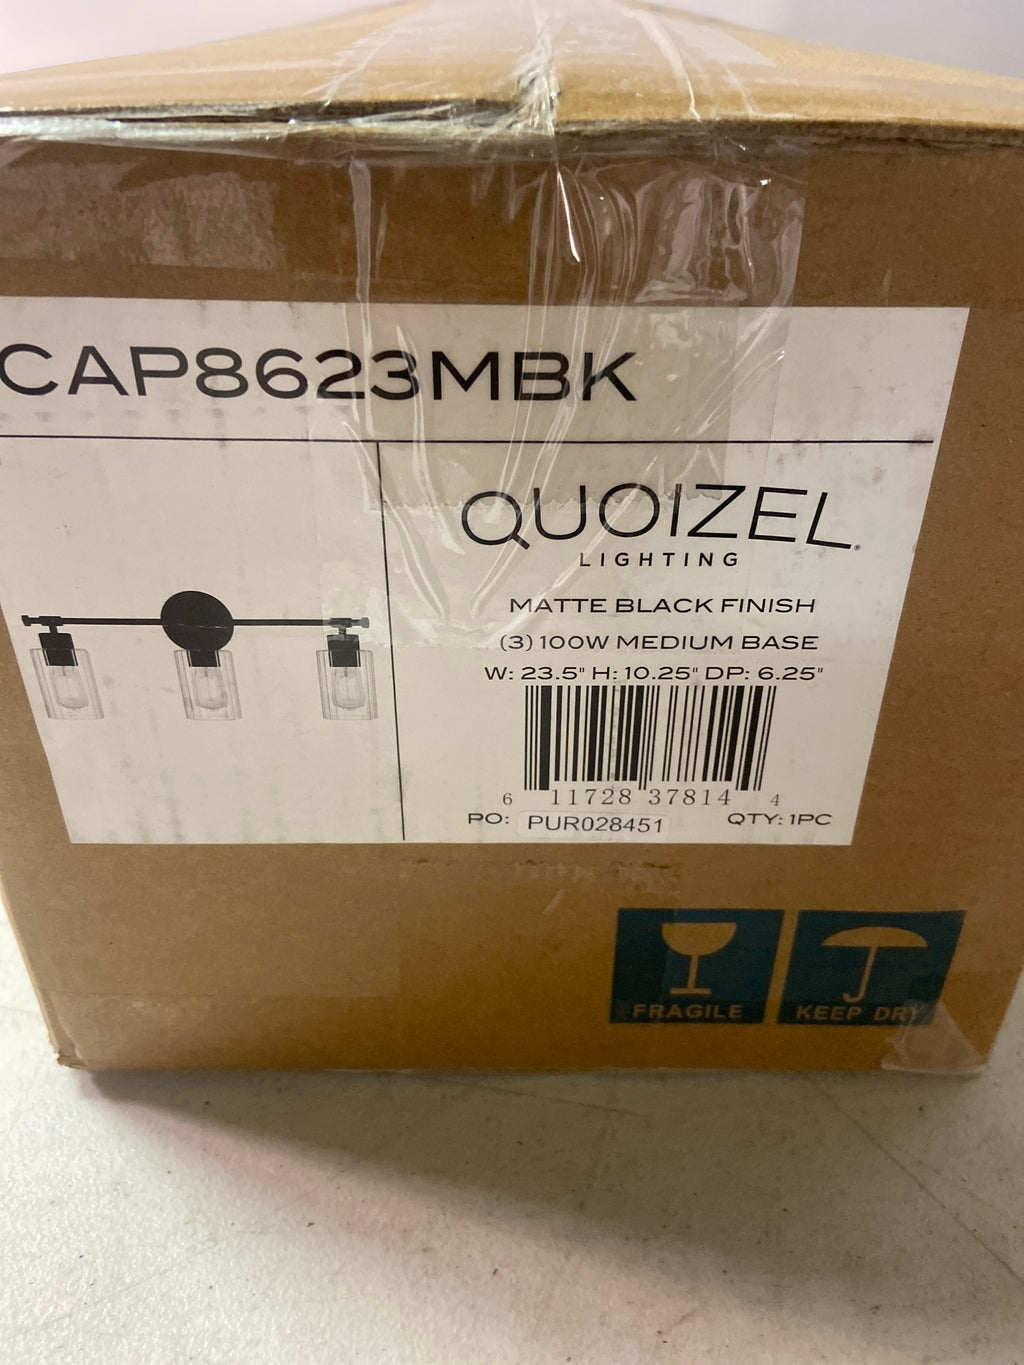 CAP8623MBK
QUOIZEL®
LIGHTING
MATTE BLACK FINISH
(3) 100W MEDIUM BASE
W: 23.5" H: 10.25" DP: 6.25"
6 11728 37814 4
PO: PUR028451 QTY: 1PC
FRAGILE KEEP DRY